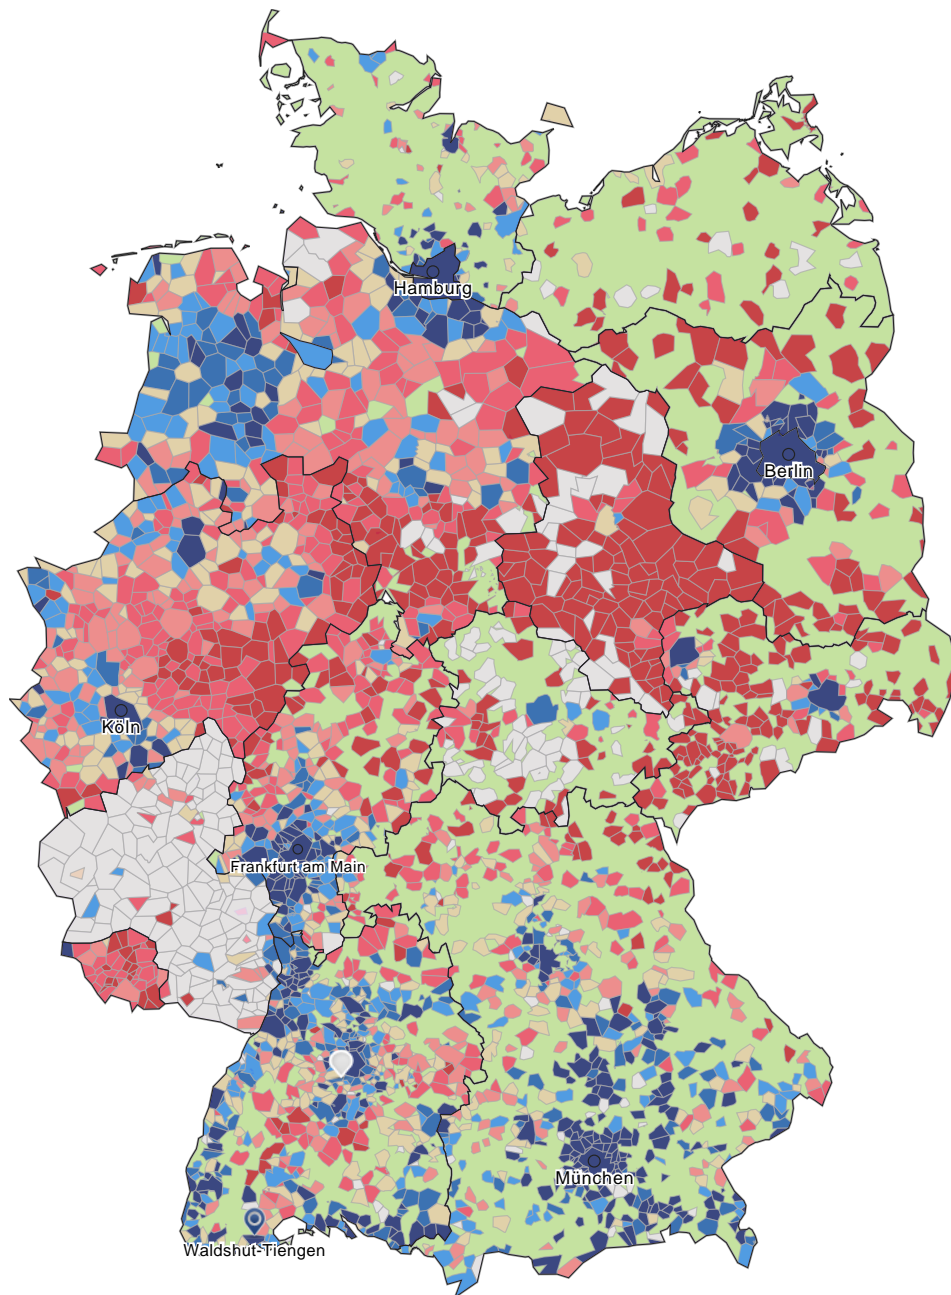 Hamburg
Berlin
Köln
Frankfurt am Main
München
Waldshut-Tiengen